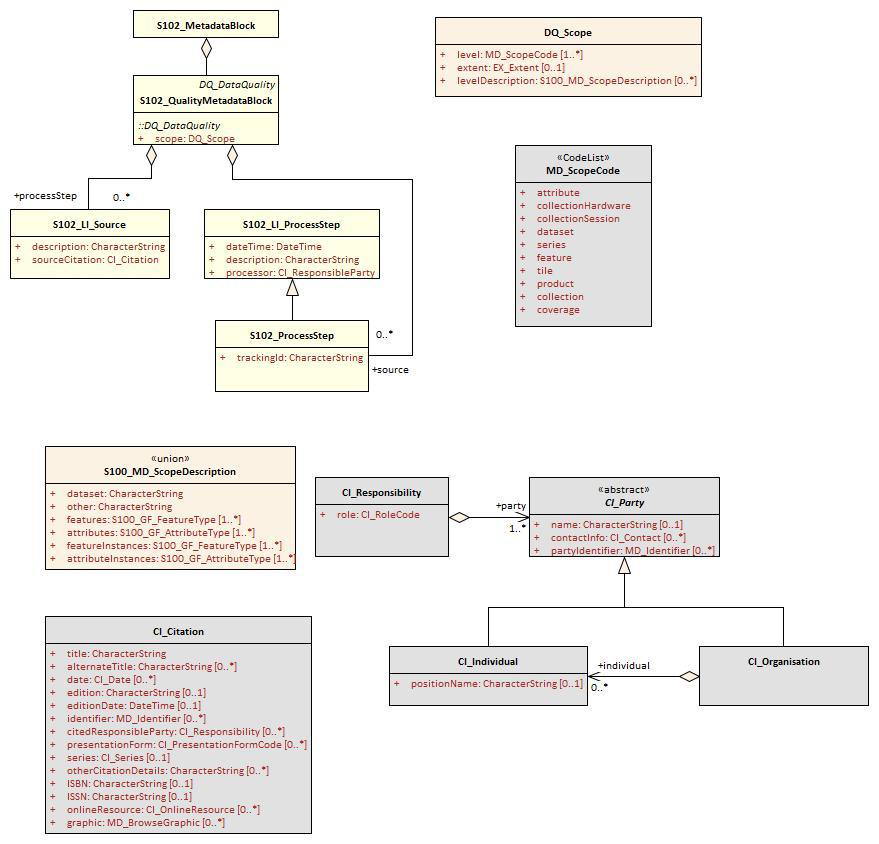 S102_MetadataBlock
DQ_DataQuality
S102_QualityMetadataBlock
::DQ_DataQuality
+ scope: DQ_Scope
+processStep
0..*
S102_LI_Source
+ description: CharacterString
+ sourceCitation: CI_Citation
S102_LI_ProcessStep
+ dateTime: DateTime
+ description: CharacterString
+ processor: CI_ResponsibleParty
S102_ProcessStep
+ trackingId: CharacterString
0..*
+source
DQ_Scope
+ level: MD_ScopeCode [1..*]
+ extent: EX_Extent [0..1]
+ levelDescription: S100_MD_ScopeDescription [0..*]
«CodeList»
MD_ScopeCode
+ attribute
+ collectionHardware
+ collectionSession
+ dataset
+ series
+ feature
+ tile
+ product
+ collection
+ coverage
«union»
S100_MD_ScopeDescription
+ dataset: CharacterString
+ other: CharacterString
+ features: S100_GF_FeatureType [1..*]
+ attributes: S100_GF_AttributeType [1..*]
+ featureInstances: S100_GF_FeatureType [1..*]
+ attributeInstances: S100_GF_AttributeType [1..*]
CI_Responsibility
+ role: CI_RoleCode
+party
1..*
«abstract»
CI_Party
+ name: CharacterString [0..1]
+ contactInfo: CI_Contact [0..*]
+ partyIdentifier: MD_Identifier [0..*]
CI_Individual
+ positionName: CharacterString [0..1]
+individual
0..*
CI_Organisation
CI_Citation
+ title: CharacterString
+ alternateTitle: CharacterString [0..*]
+ date: CI_Date [0..*]
+ edition: CharacterString [0..1]
+ editionDate: DateTime [0..1]
+ identifier: MD_Identifier [0..*]
+ citedResponsibleParty: CI_Responsibility [0..*]
+ presentationForm: CI_PresentationFormCode [0..*]
+ series: CI_Series [0..1]
+ otherCitationDetails: CharacterString [0..*]
+ ISBN: CharacterString [0..1]
+ ISSN: CharacterString [0..1]
+ onlineResource: CI_OnlineResource [0..*]
+ graphic: MD_BrowseGraphic [0..*]